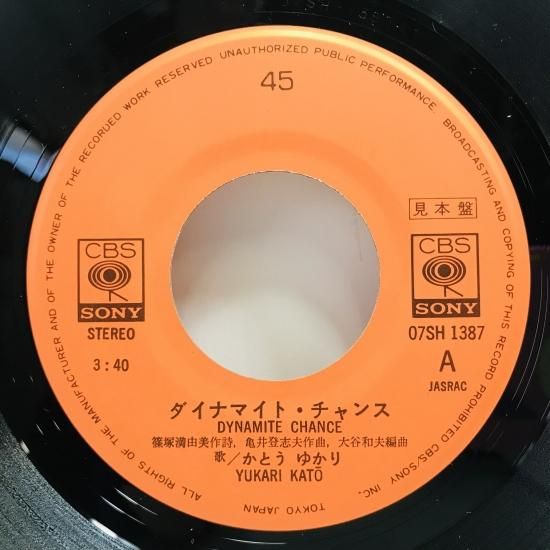 ALL RIGHTS OF THE MANUFACTURER AND OF THE OWNER OF THE RECORDED WORK RESERVED UNAUTHORIZED PUBLIC PERFORMANCE. BROADCASTING AND COPYING OF THIS RECORD PROHIBITED CBS/SONY INC. TOKYO JAPAN
45
見本盤
CBS
SONY
STEREO
3:40
CBS
SONY
07SH 1387
A
JASRAC
ダイナマイト・チャンス
DYNAMITE CHANCE
篠塚満由美作詩, 亀井登志夫作曲, 大谷和夫編曲
歌/かとう ゆかり
YUKARI KATŌ